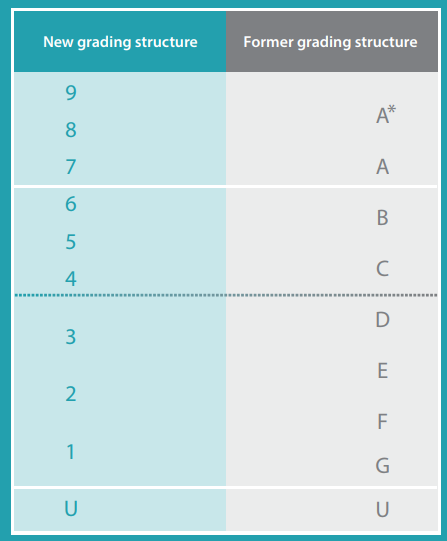 New grading structure
Former grading structure
9
8
A*
7
A
6
B
5
4
C
D
3
E
2
F
1
G
U
U